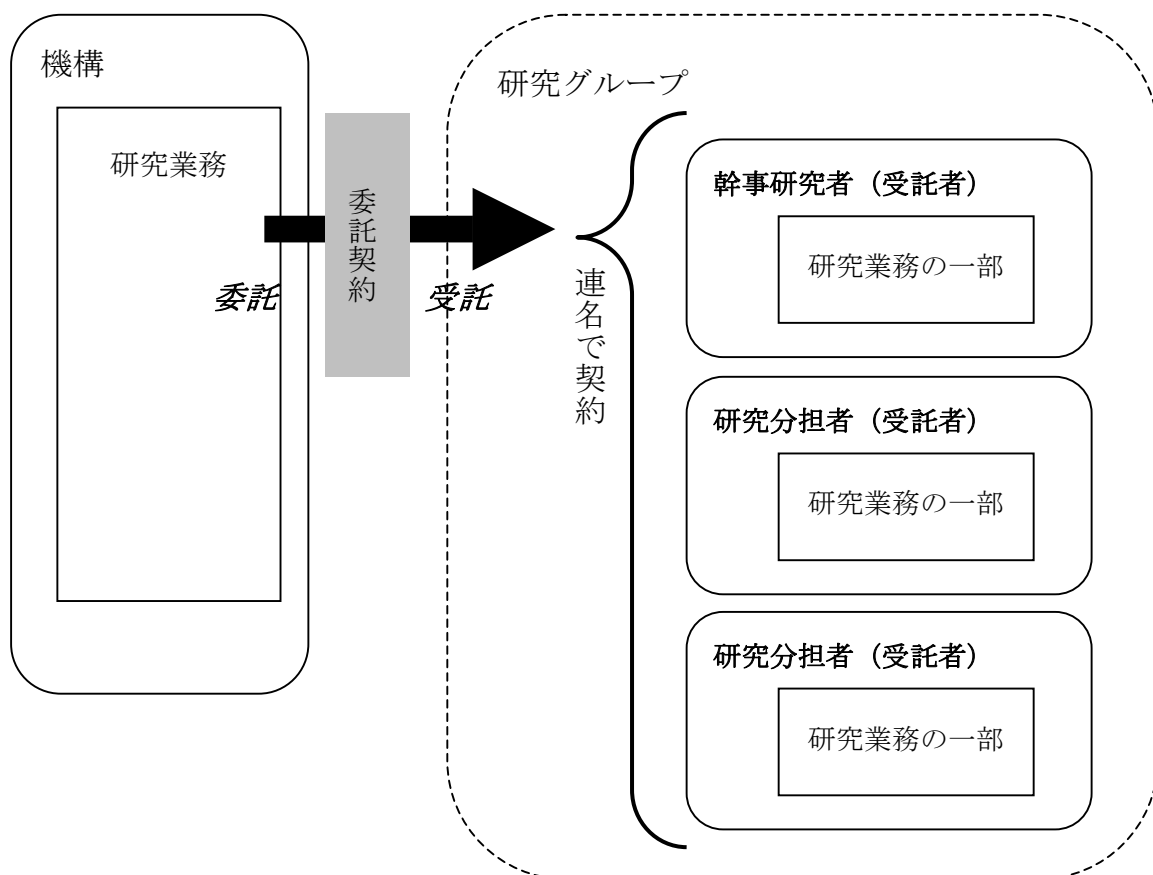 機構
研究業務
委託
委託契約
受託
研究グループ
連名で契約
幹事研究者（受託者）
研究業務の一部
研究分担者（受託者）
研究業務の一部
研究分担者（受託者）
研究業務の一部